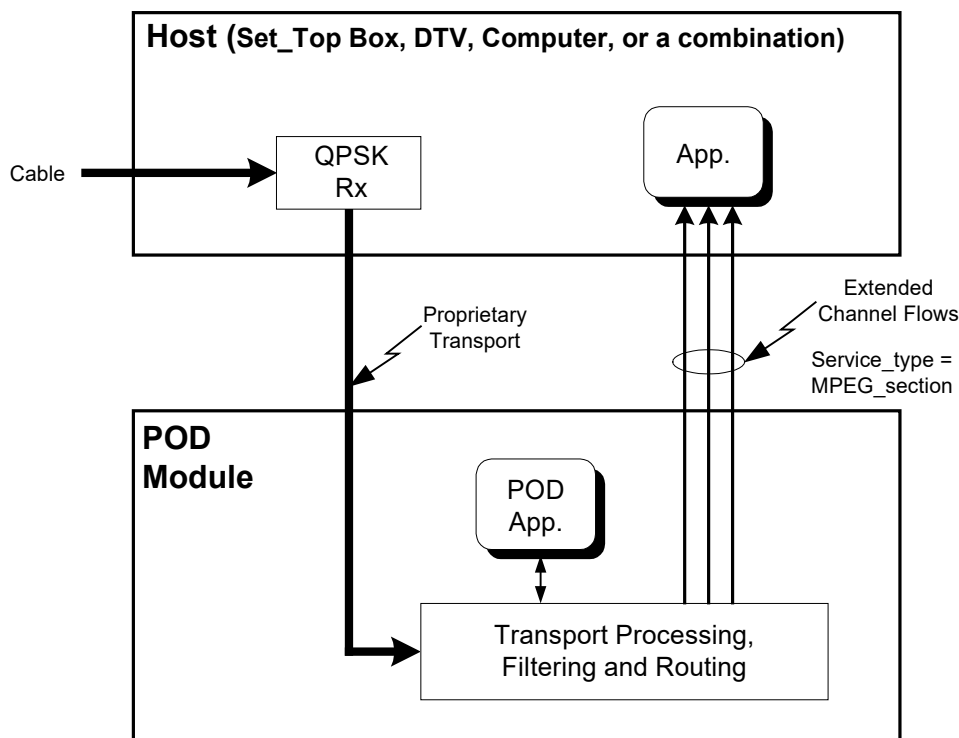 Host (Set_Top Box, DTV, Computer, or a combination)
QPSK
Rx
App.
Cable
Proprietary
Transport
Extended
Channel Flows
Service_type =
MPEG_section
POD
Module
POD
App.
Transport Processing,
Filtering and Routing